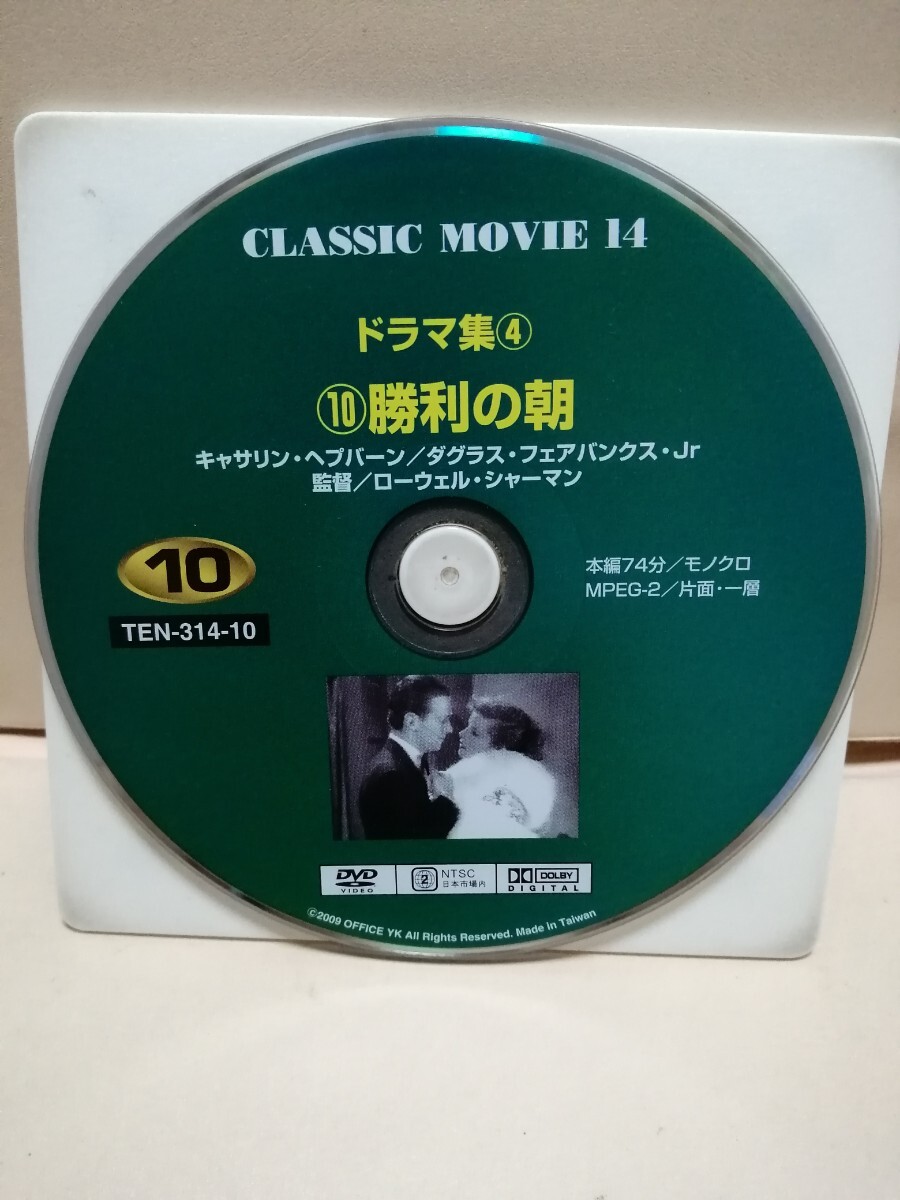 CLASSIC MOVIE 14
ドラマ集④
⑩勝利の朝
キャサリン・ヘプバーン／ダグラス・フェアバンクス・Jr
監督／ローウェル・シャーマン
10
TEN-314-10
本編74分／モノクロ
MPEG-2／片面・一層
DVD
VIDEO
2
NTSC
日本市場内
DOLBY
DIGITAL
©2009 OFFICE YK All Rights Reserved. Made in Taiwan